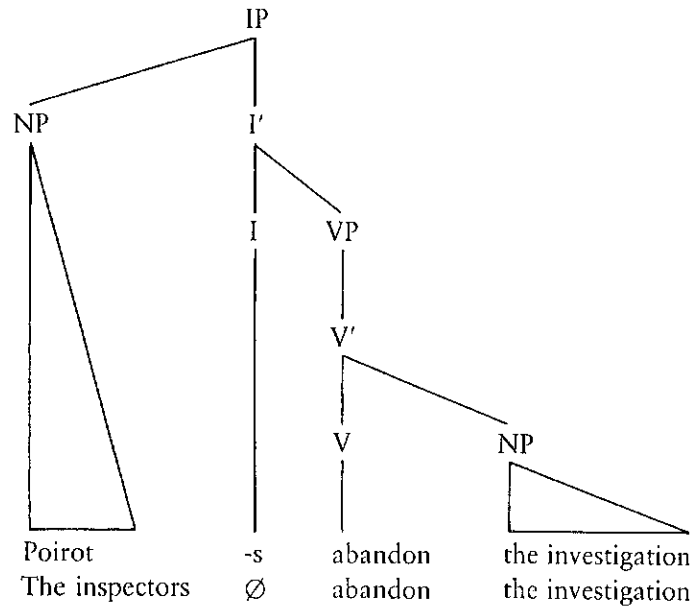 IP
NP I′
I VP
V′
V NP
Poirot -s abandon the investigation
The inspectors Ø abandon the investigation